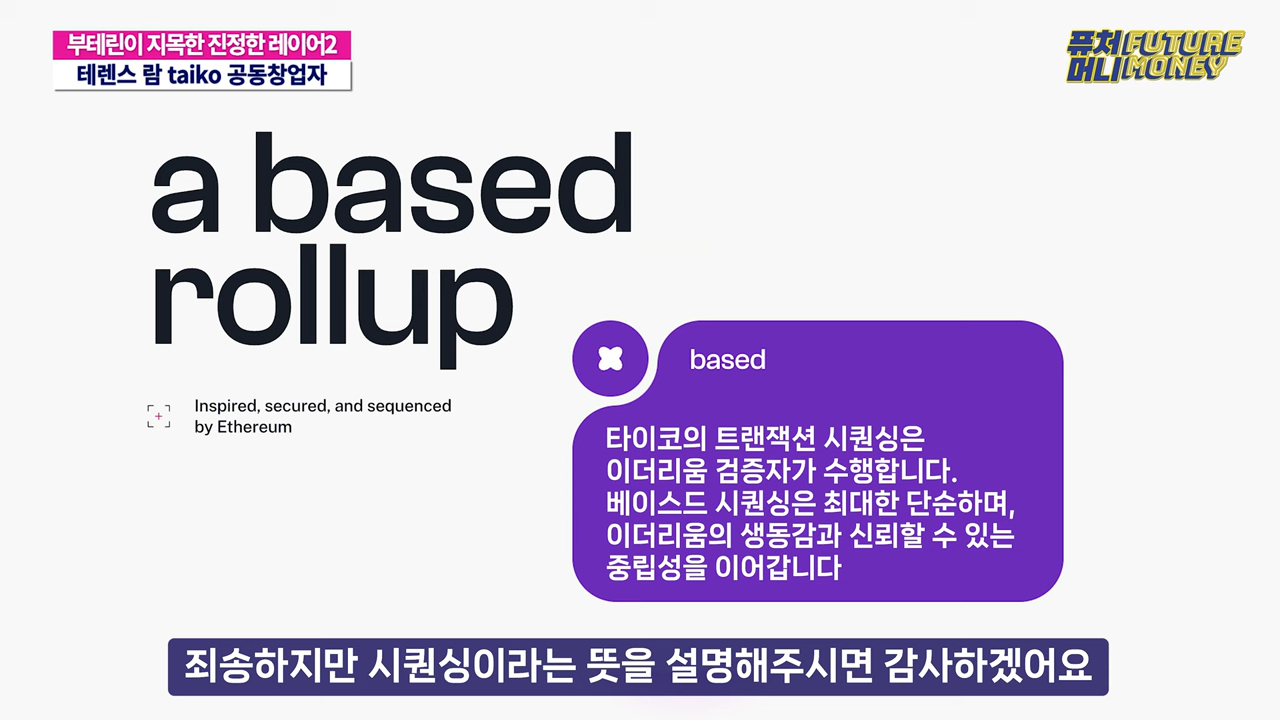 부테린이 지목한 진정한 레이어2
테렌스 람 taiko 공동창업자
퓨처 FUTURE
머니 MONEY
a based
rollup
Inspired, secured, and sequenced
by Ethereum
based
타이코의 트랜잭션 시퀀싱은
이더리움 검증자가 수행합니다.
베이스드 시퀀싱은 최대한 단순하며,
이더리움의 생동감과 신뢰할 수 있는
중립성을 이어갑니다
죄송하지만 시퀀싱이라는 뜻을 설명해주시면 감사하겠어요